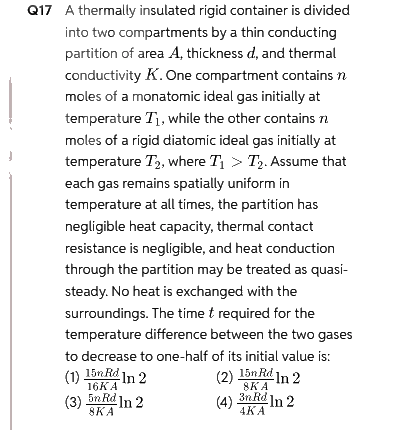 Q17 A thermally insulated rigid container is divided
into two compartments by a thin conducting
partition of area A, thickness d, and thermal
conductivity K. One compartment contains n
moles of a monatomic ideal gas initially at
temperature T₁, while the other contains n
moles of a rigid diatomic ideal gas initially at
temperature T₂, where T₁ > T₂. Assume that
each gas remains spatially uniform in
temperature at all times, the partition has
negligible heat capacity, thermal contact
resistance is negligible, and heat conduction
through the partition may be treated as quasi-
steady. No heat is exchanged with the
surroundings. The time t required for the
temperature difference between the two gases
to decrease to one-half of its initial value is:
(1) 15nRd/16KA ln 2 (2) 15nRd/8KA ln 2
(3) 5nRd/8KA ln 2 (4) 3nRd/4KA ln 2